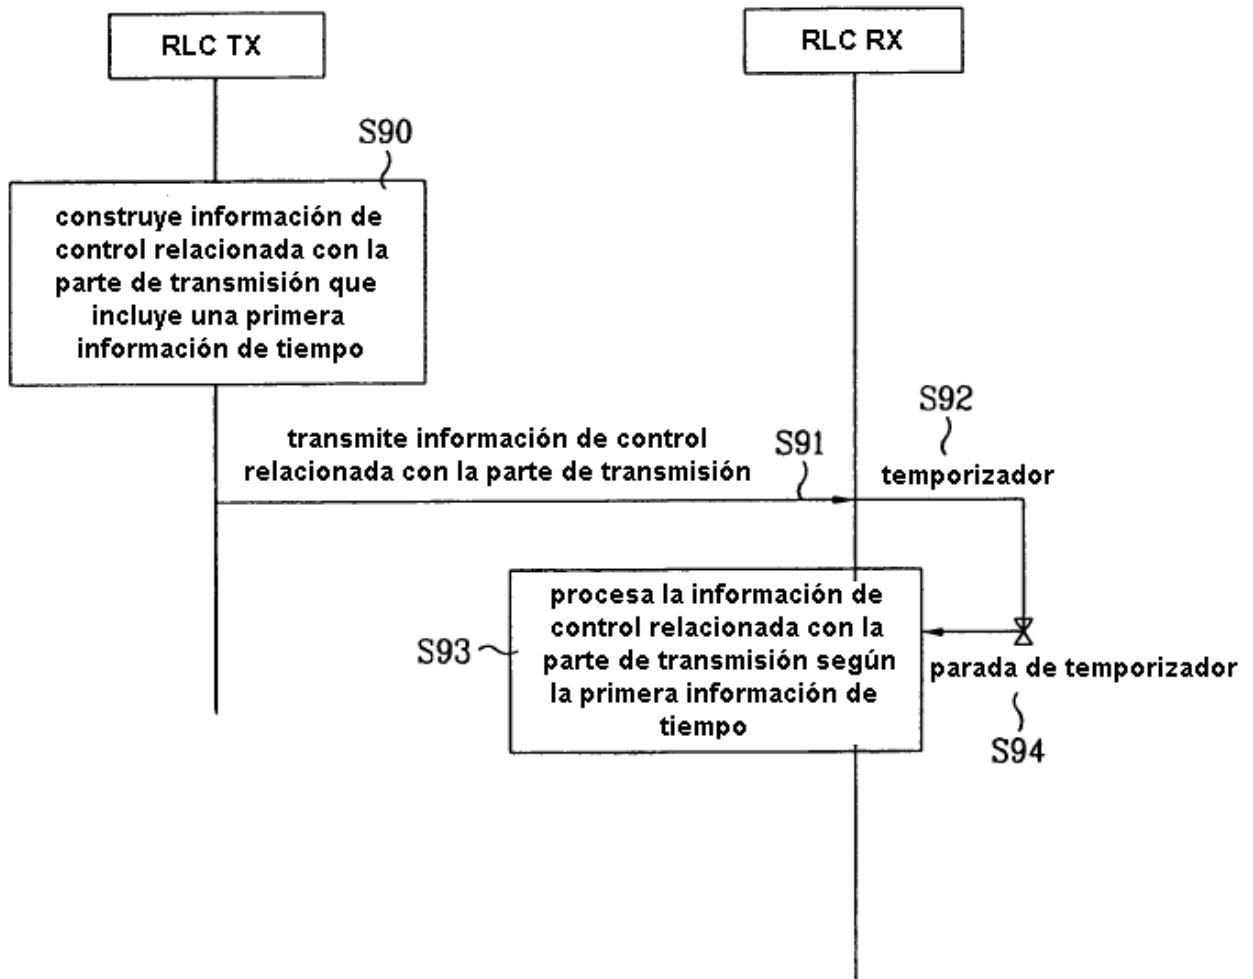 RLC TX
RLC RX
S90
construye información de
control relacionada con la
parte de transmisión que
incluye una primera
información de tiempo
S92
transmite información de control
relacionada con la parte de transmisión
S91
temporizador
procesa la información de
control relacionada con la
parte de transmisión según
la primera información de
tiempo
S93
parada de temporizador
S94